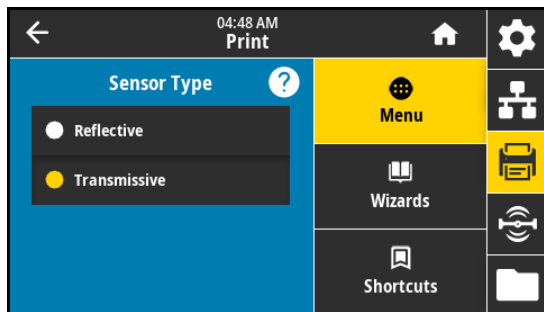 04:48 AM
Print
Sensor Type
?
Reflective
Transmissive
Menu
Wizards
Shortcuts